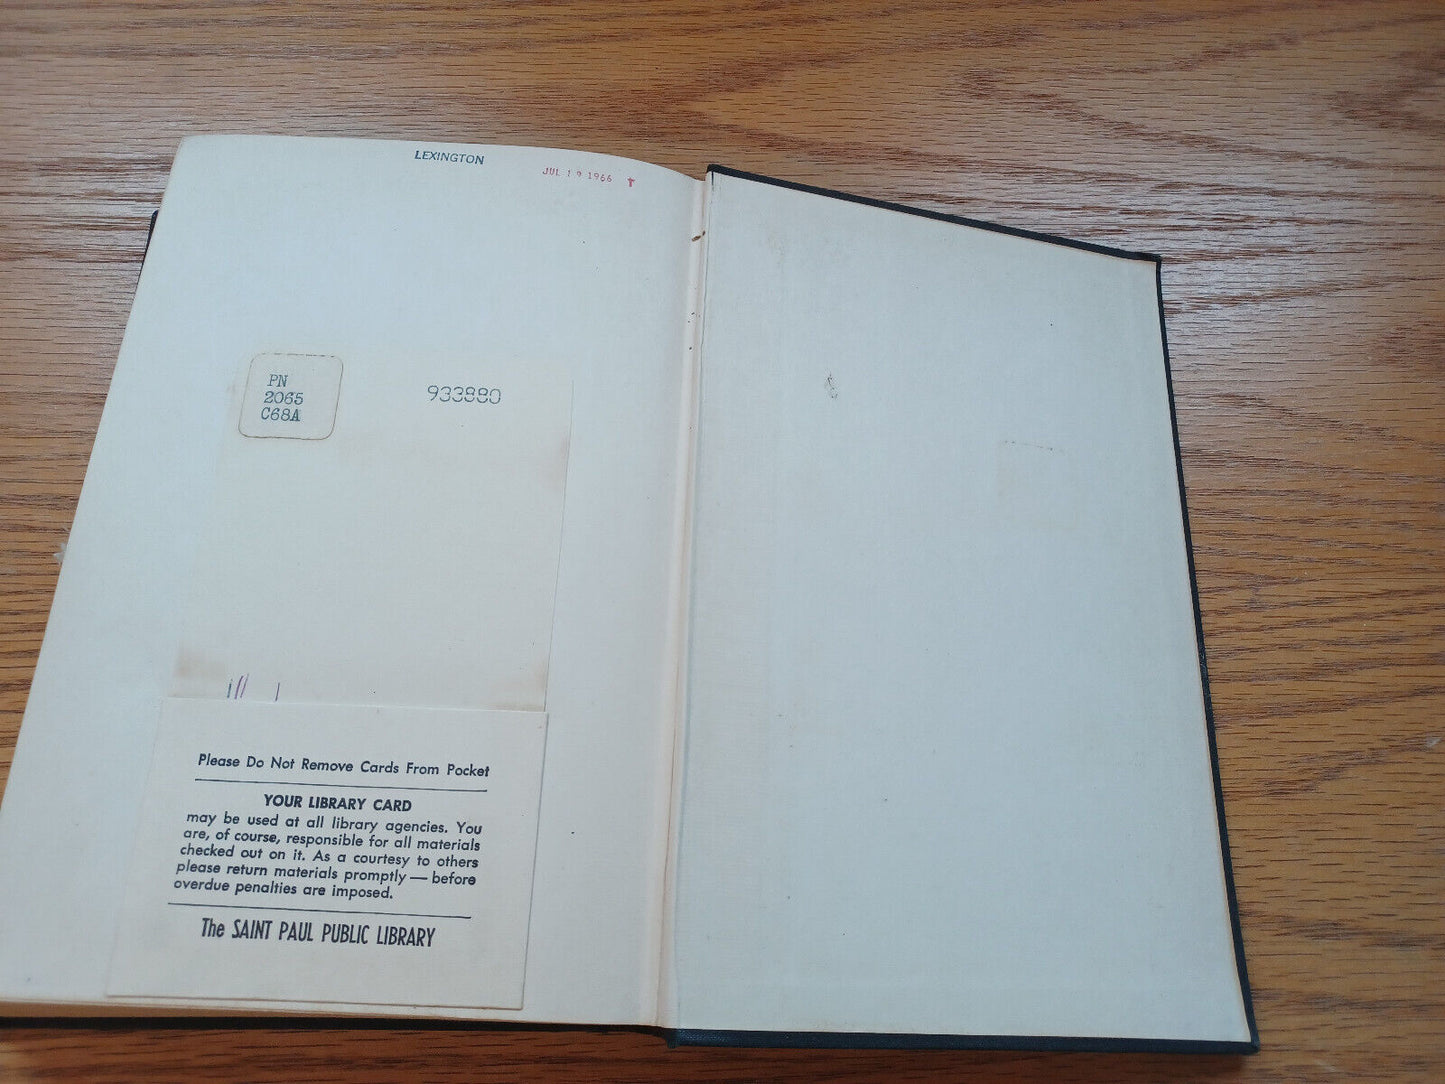 LEXINGTON
JUL 19 1966 T
PN
2065
C68A
933880
Please Do Not Remove Cards From Pocket
YOUR LIBRARY CARD
may be used at all library agencies. You
are, of course, responsible for all materials
checked out on it. As a courtesy to others
please return materials promptly — before
overdue penalties are imposed.
The SAINT PAUL PUBLIC LIBRARY